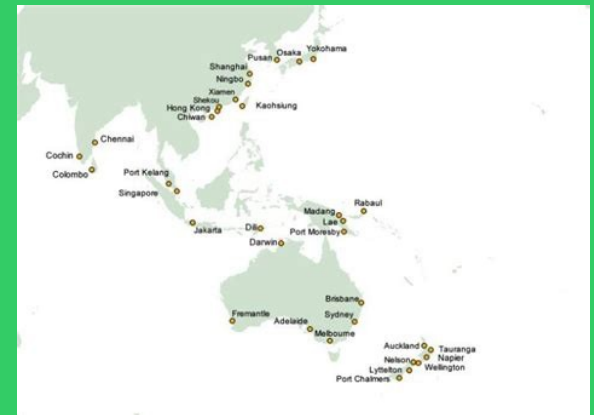 Yokohama
Osaka
Pusan
Shanghai
Ningbo
Xiamen
Shekou
Kaohsiung
Hong Kong
Chiwan
Chennai
Cochin
Colombo
Port Kelang
Singapore
Rabaul
Madang
Lae
Jakarta
Dili
Port Moresby
Darwin
Brisbane
Fremantle
Sydney
Adelaide
Melbourne
Auckland
Tauranga
Napier
Nelson
Wellington
Lyttelton
Port Chalmers